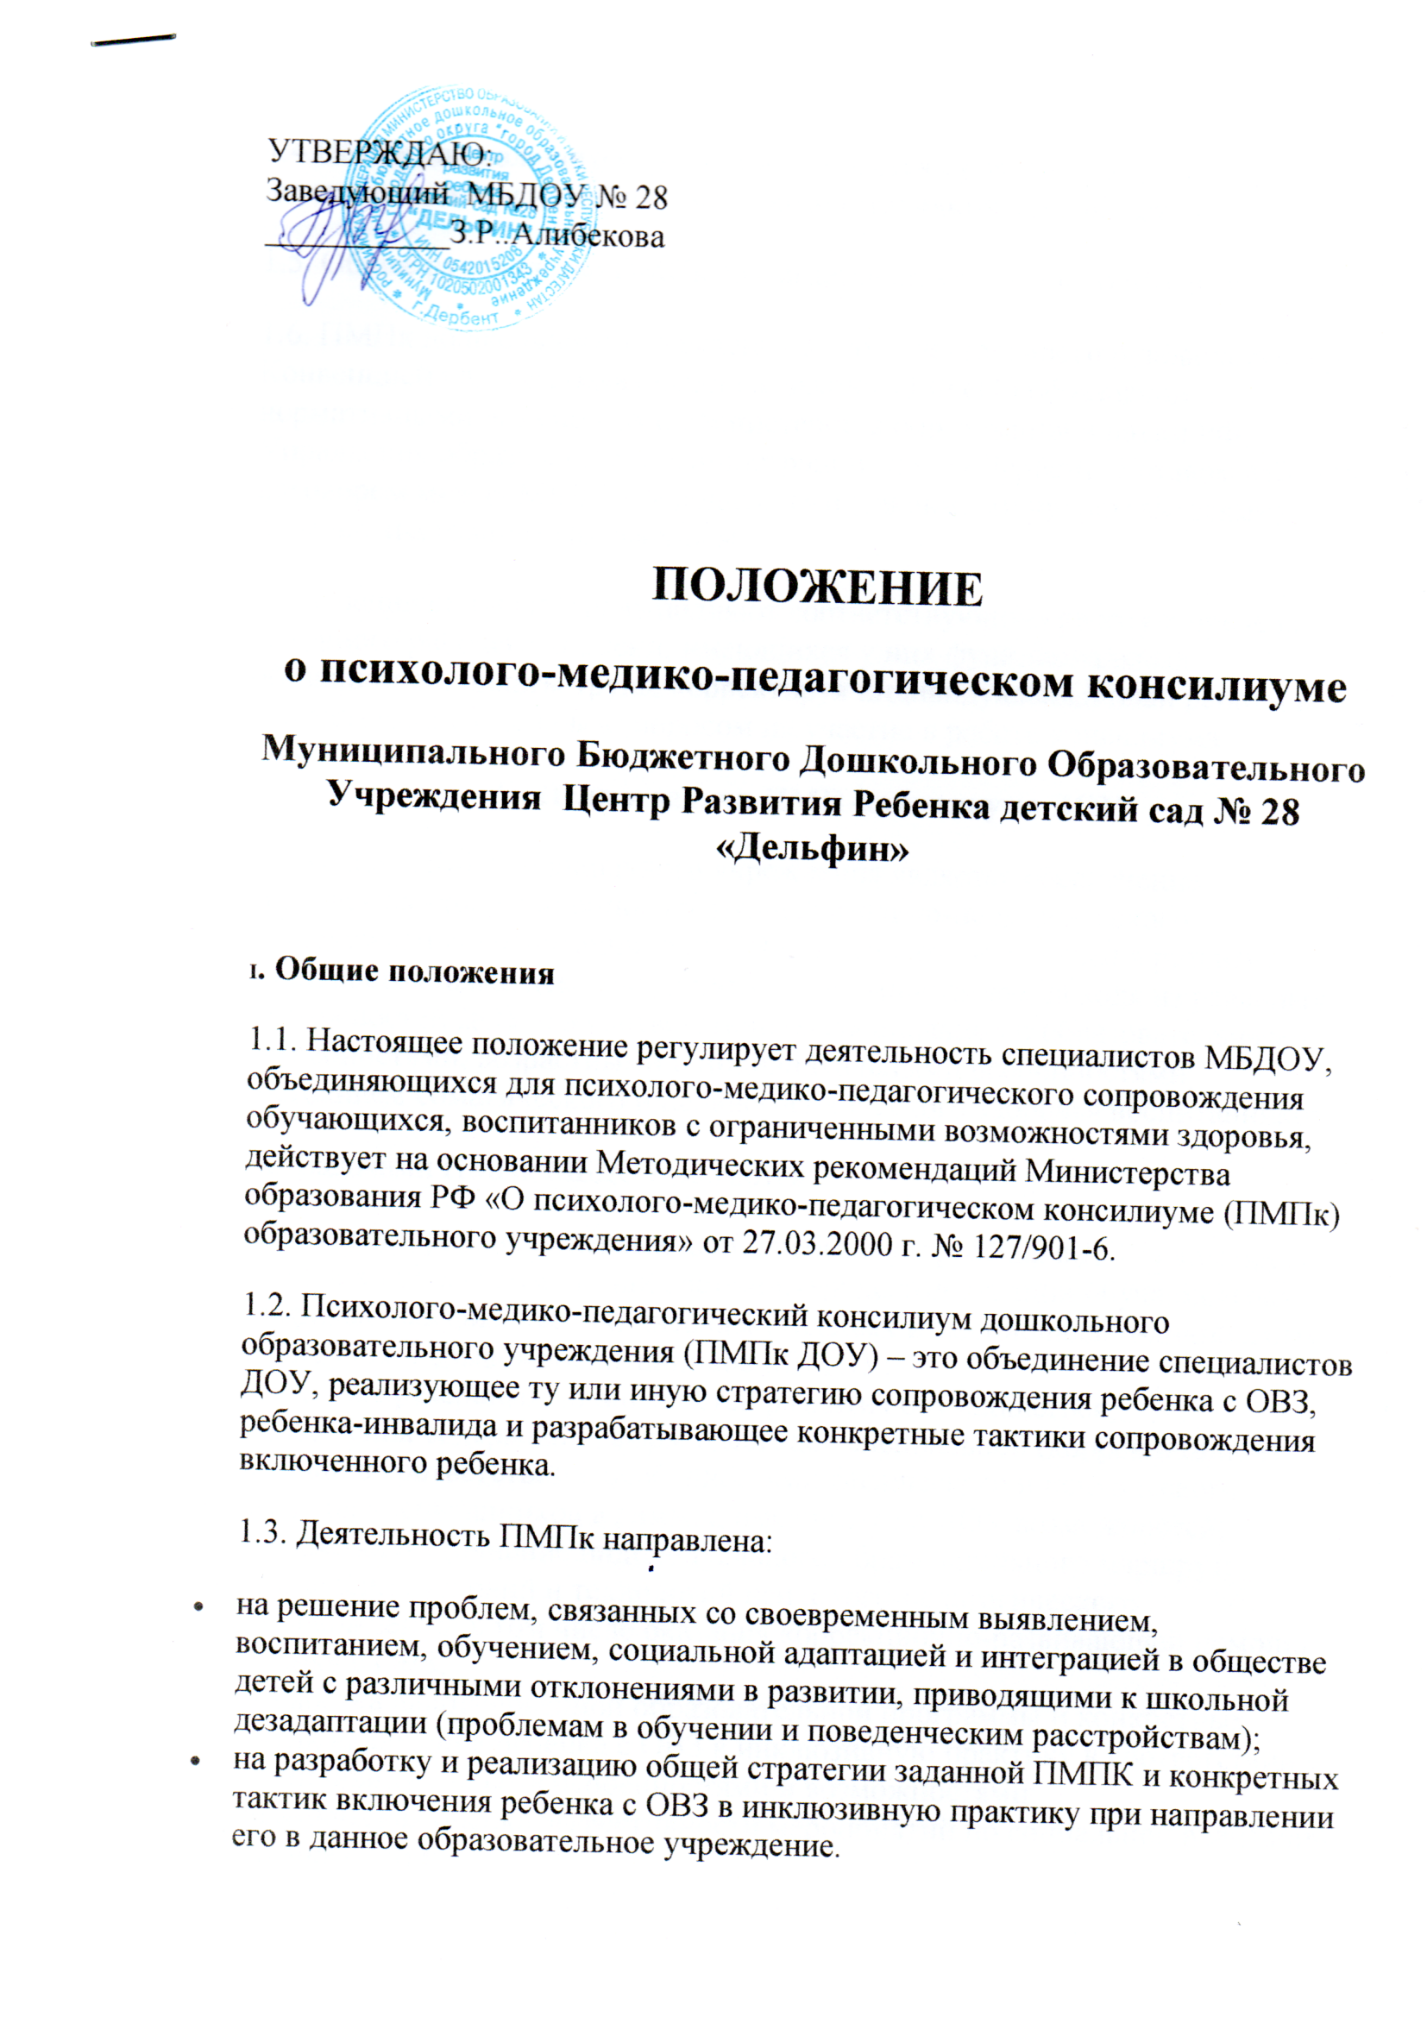 УТВЕРЖДАЮ:
Заведующий МБДОУ № 28
____________З.Р..Алибекова
"ДЕЛЬФИН"
ИНН 0542015208
ОГРН 1020502001343
г.Дербент
ПОЛОЖЕНИЕ
о психолого-медико-педагогическом консилиуме
Муниципального Бюджетного Дошкольного Образовательного
Учреждения Центр Развития Ребенка детский сад № 28
«Дельфин»
I. Общие положения
1.1. Настоящее положение регулирует деятельность специалистов МБДОУ,
объединяющихся для психолого-медико-педагогического сопровождения
обучающихся, воспитанников с ограниченными возможностями здоровья,
действует на основании Методических рекомендаций Министерства
образования РФ «О психолого-медико-педагогическом консилиуме (ПМПк)
образовательного учреждения» от 27.03.2000 г. № 127/901-6.
1.2. Психолого-медико-педагогический консилиум дошкольного
образовательного учреждения (ПМПк ДОУ) – это объединение специалистов
ДОУ, реализующее ту или иную стратегию сопровождения ребенка с ОВЗ,
ребенка-инвалида и разрабатывающее конкретные тактики сопровождения
включенного ребенка.
1.3. Деятельность ПМПк направлена:
• на решение проблем, связанных со своевременным выявлением,
воспитанием, обучением, социальной адаптацией и интеграцией в обществе
детей с различными отклонениями в развитии, приводящими к школьной
дезадаптации (проблемам в обучении и поведенческим расстройствам);
• на разработку и реализацию общей стратегии заданной ПМПК и конкретных
тактик включения ребенка с ОВЗ в инклюзивную практику при направлении
его в данное образовательное учреждение.